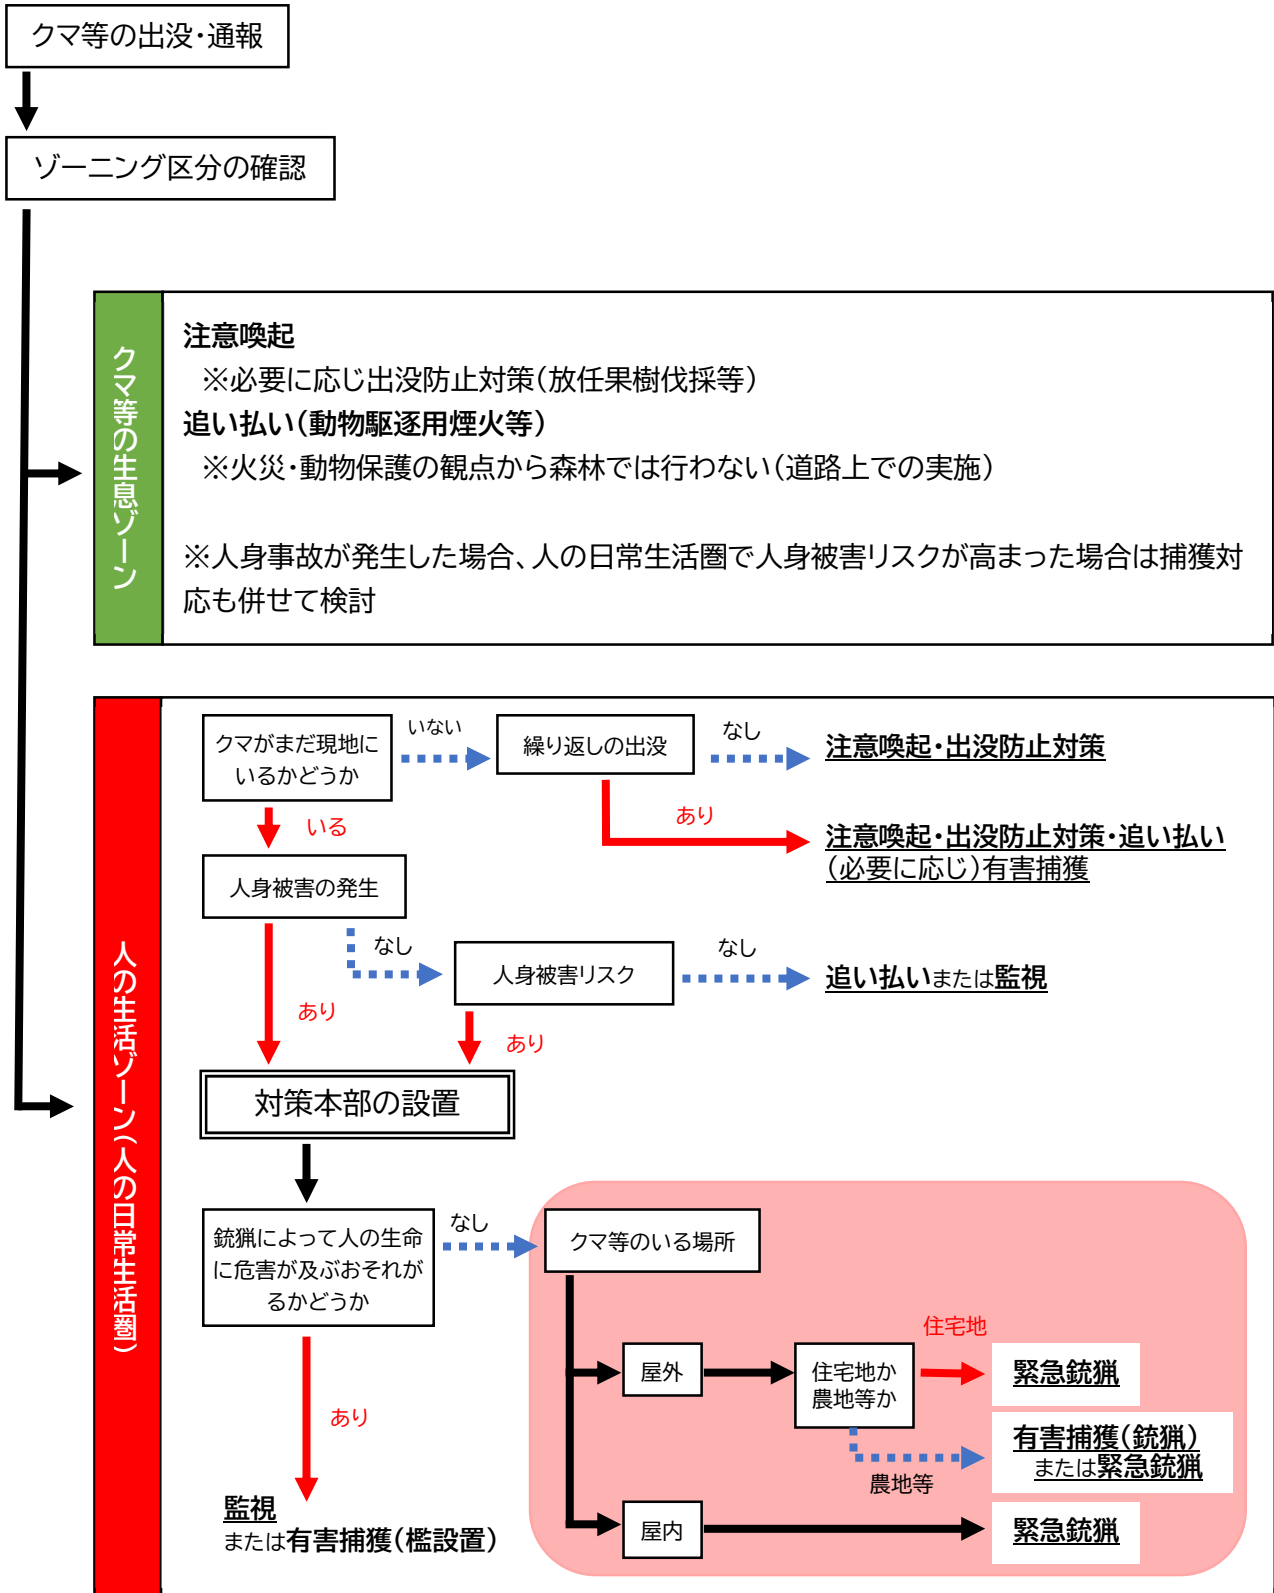 クマ等の出没・通報
ゾーニング区分の確認
クマ等の生息ゾーン
注意喚起
※必要に応じ出没防止対策(放任果樹伐採等)
追い払い(動物駆逐用煙火等)
※火災・動物保護の観点から森林では行わない(道路上での実施)
※人身事故が発生した場合、人の日常生活圏で人身被害リスクが高まった場合は捕獲対
応も併せて検討
人の生活ゾーン(人の日常生活圏)
クマがまだ現地に
いるかどうか
いない
繰り返しの出没
なし
注意喚起・出没防止対策
いる
あり
注意喚起・出没防止対策・追い払い
(必要に応じ)有害捕獲
人身被害の発生
なし
人身被害リスク
なし
追い払いまたは監視
あり
あり
対策本部の設置
銃猟によって人の生命
に危害が及ぶおそれが
るかどうか
なし
クマ等のいる場所
住宅地
屋外
住宅地か
農地等か
緊急銃猟
あり
農地等
有害捕獲(銃猟)
または緊急銃猟
監視
または有害捕獲(檻設置)
屋内
緊急銃猟